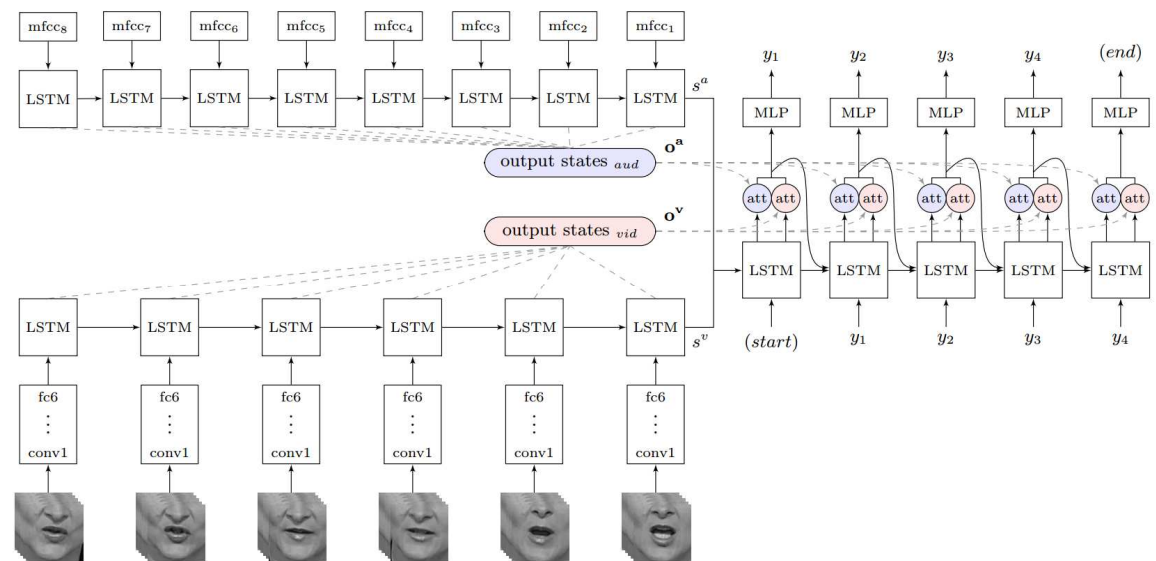 mfcc₈ mfcc₇ mfcc₆ mfcc₅ mfcc₄ mfcc₃ mfcc₂ mfcc₁
LSTM LSTM LSTM LSTM LSTM LSTM LSTM LSTM
sᵃ
oᵃ
output states aud
oᵛ
output states vid
LSTM LSTM LSTM LSTM LSTM LSTM
sᵛ
fc6 fc6 fc6 fc6 fc6 fc6
⋮ ⋮ ⋮ ⋮ ⋮ ⋮
conv1 conv1 conv1 conv1 conv1 conv1
y₁ y₂ y₃ y₄ (end)
MLP MLP MLP MLP MLP
att att att att att att att att att att
LSTM LSTM LSTM LSTM LSTM
(start) y₁ y₂ y₃ y₄